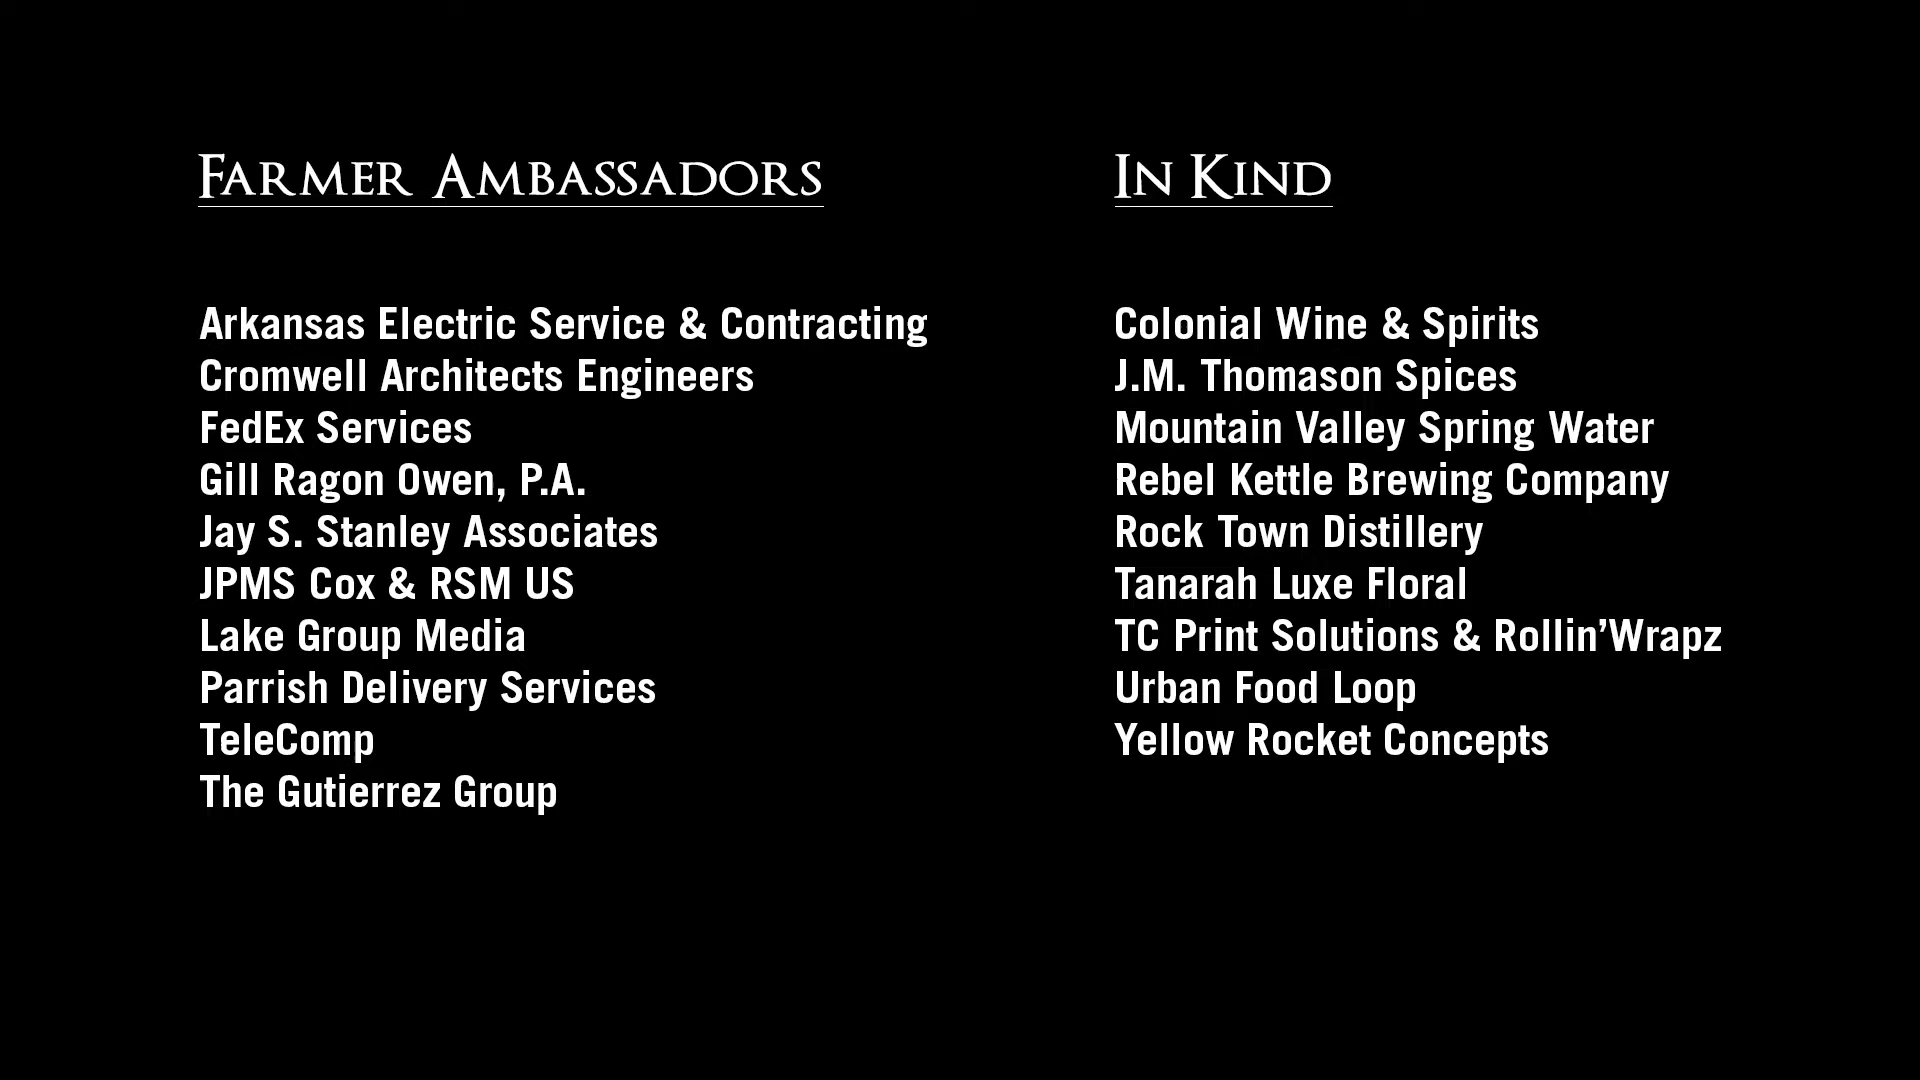 Farmer Ambassadors
Arkansas Electric Service & Contracting
Cromwell Architects Engineers
FedEx Services
Gill Ragon Owen, P.A.
Jay S. Stanley Associates
JPMS Cox & RSM US
Lake Group Media
Parrish Delivery Services
TeleComp
The Gutierrez Group
In Kind
Colonial Wine & Spirits
J.M. Thomason Spices
Mountain Valley Spring Water
Rebel Kettle Brewing Company
Rock Town Distillery
Tanarah Luxe Floral
TC Print Solutions & Rollin’Wrapz
Urban Food Loop
Yellow Rocket Concepts